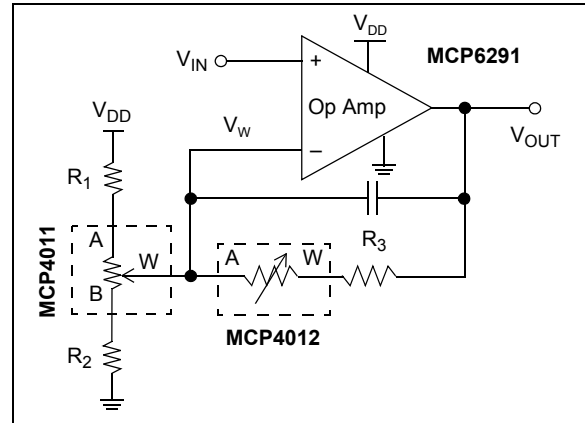 V_DD
MCP6291
V_IN
+
Op Amp
V_DD
V_W
–
V_OUT
R_1
A
R_3
MCP4011
W
A
W
B
MCP4012
R_2